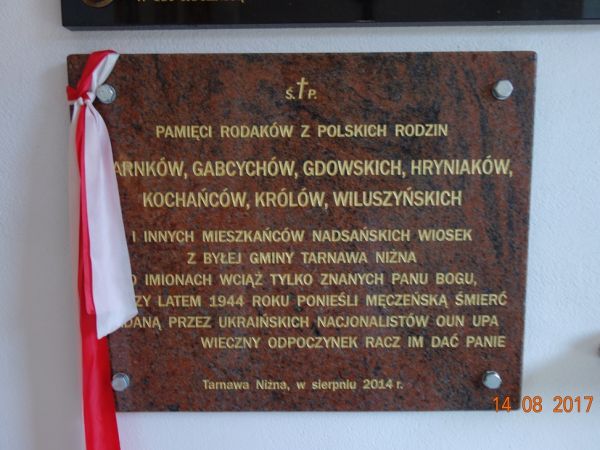 Ś.†P.
PAMIĘCI RODAKÓW Z POLSKICH RODZIN
ARNKÓW, GABCYCHÓW, GDOWSKICH, HRYNIAKÓW,
KOCHAŃCÓW, KRÓLÓW, WILUSZYŃSKICH
I INNYCH MIESZKAŃCÓW NADSAŃSKICH WIOSEK
Z BYŁEJ GMINY TARNAWA NIŻNA
O IMIONACH WCIĄŻ TYLKO ZNANYCH PANU BOGU,
ZY LATEM 1944 ROKU PONIEŚLI MĘCZEŃSKĄ ŚMIERĆ
DANĄ PRZEZ UKRAIŃSKICH NACJONALISTÓW OUN UPA
WIECZNY ODPOCZYNEK RACZ IM DAĆ PANIE
Tarnawa Niżna, w sierpniu 2014 r.
14 08 2017